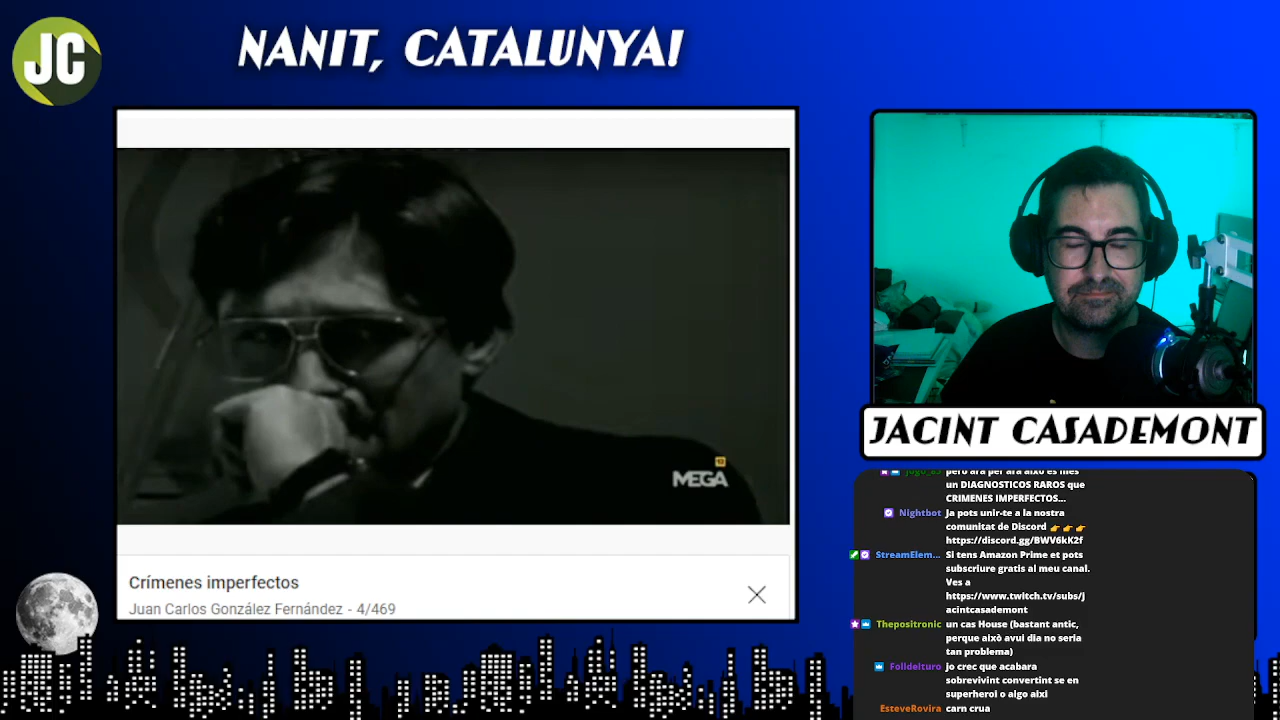 JC
NANIT, CATALUNYA!
MEGA
Crímenes imperfectos
Juan Carlos González Fernández - 4/469
JACINT CASADEMONT
pero ara per ara això és més
un DIAGNOSTICOS RAROS que
CRIMENES IMPERFECTOS...
Nightbot Ja pots unir-te a la nostra
comunitat de Discord 👉 👉 👉
https://discord.gg/BWV6kK2f
StreamElem... Si tens Amazon Prime et pots
subscriure gratis al meu canal.
Ves a
https://www.twitch.tv/subs/j
acintcasademont
Thepositronic un cas House (bastant antic,
perque això avui dia no seria
tan problema)
Folideituro jo crec que acabara
sobrevivint convertint se en
superheroi o algo aixi
EsteveRovira carn crua